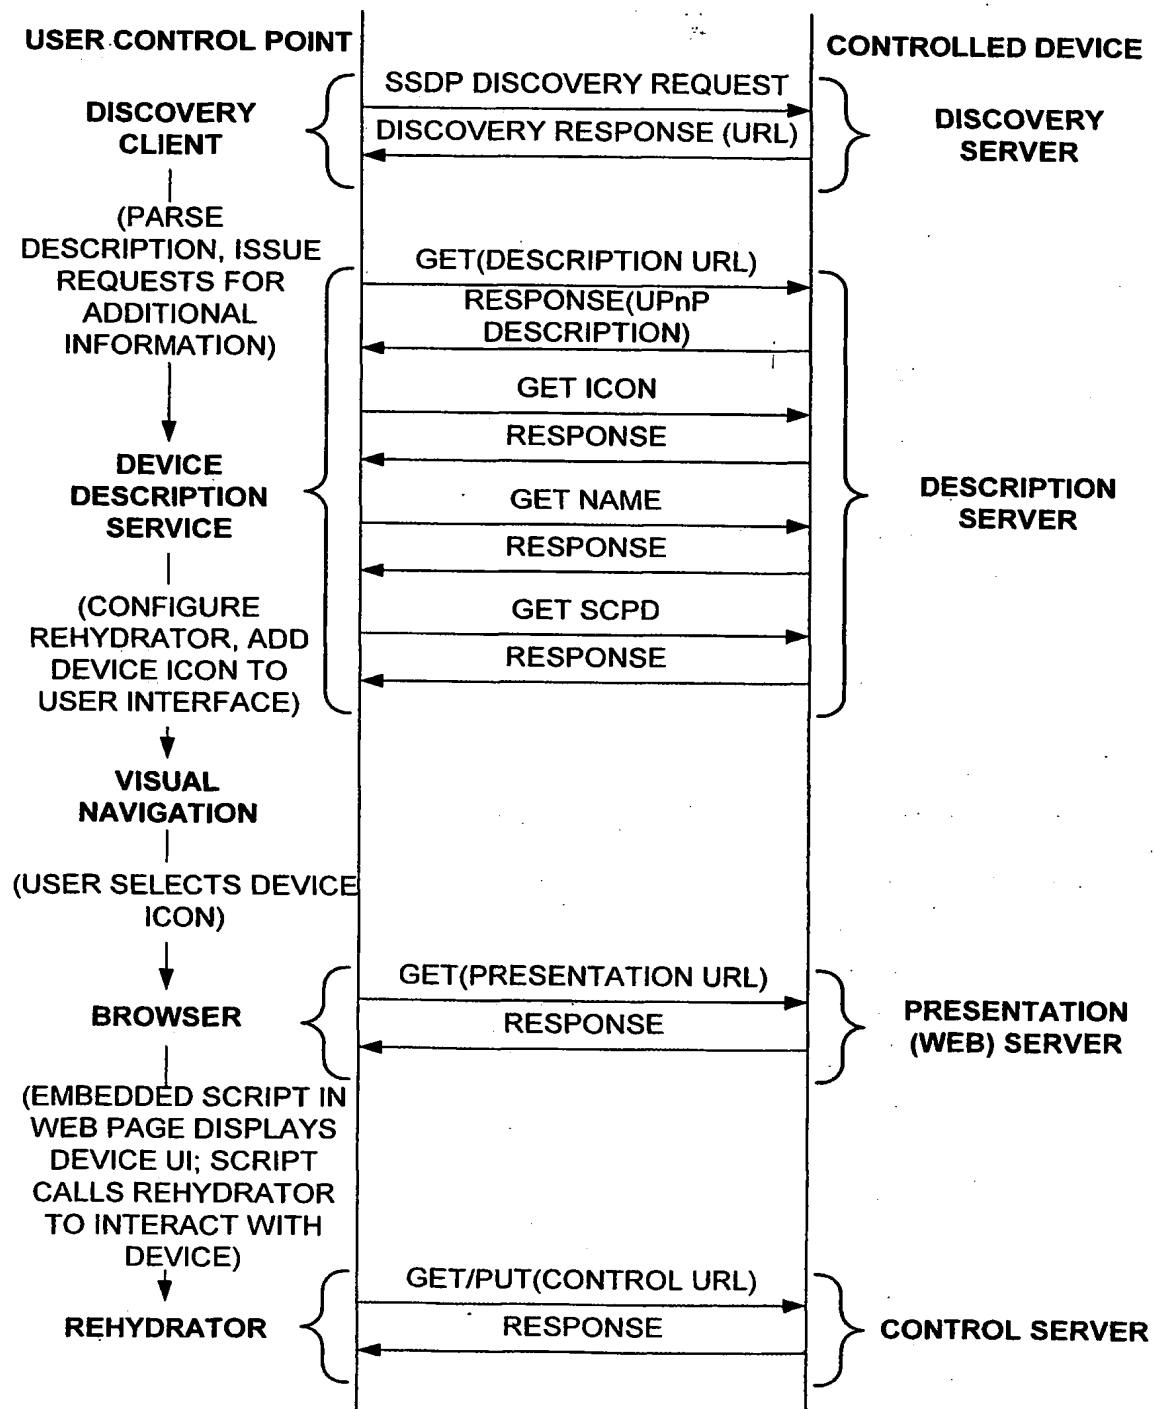 USER CONTROL POINT
CONTROLLED DEVICE
SSDP DISCOVERY REQUEST
DISCOVERY RESPONSE (URL)
DISCOVERY
CLIENT
DISCOVERY
SERVER
(PARSE
DESCRIPTION, ISSUE
REQUESTS FOR
ADDITIONAL
INFORMATION)
GET(DESCRIPTION URL)
RESPONSE(UPnP
DESCRIPTION)
GET ICON
RESPONSE
GET NAME
RESPONSE
GET SCPD
RESPONSE
DEVICE
DESCRIPTION
SERVICE
DESCRIPTION
SERVER
(CONFIGURE
REHYDRATOR, ADD
DEVICE ICON TO
USER INTERFACE)
VISUAL
NAVIGATION
(USER SELECTS DEVICE
ICON)
GET(PRESENTATION URL)
RESPONSE
BROWSER
PRESENTATION
(WEB) SERVER
(EMBEDDED SCRIPT IN
WEB PAGE DISPLAYS
DEVICE UI; SCRIPT
CALLS REHYDRATOR
TO INTERACT WITH
DEVICE)
GET/PUT(CONTROL URL)
RESPONSE
REHYDRATOR
CONTROL SERVER